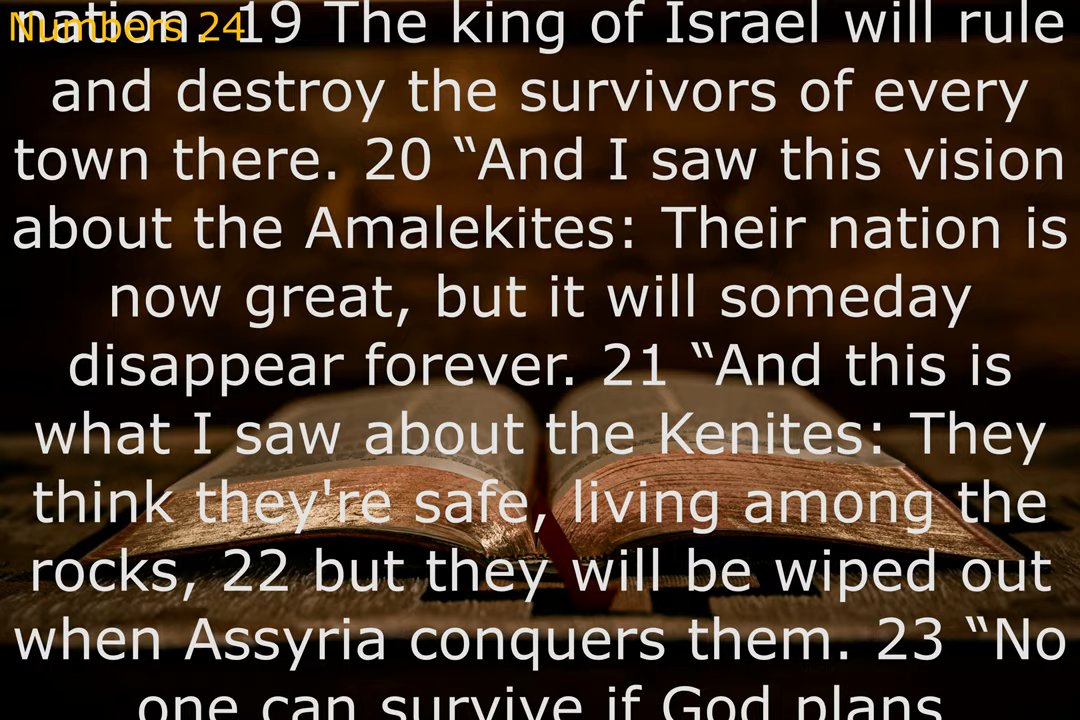 Numbers 24
nation. 19 The king of Israel will rule
and destroy the survivors of every
town there. 20 “And I saw this vision
about the Amalekites: Their nation is
now great, but it will someday
disappear forever. 21 “And this is
what I saw about the Kenites: They
think they're safe, living among the
rocks, 22 but they will be wiped out
when Assyria conquers them. 23 “No
one can survive if God plans